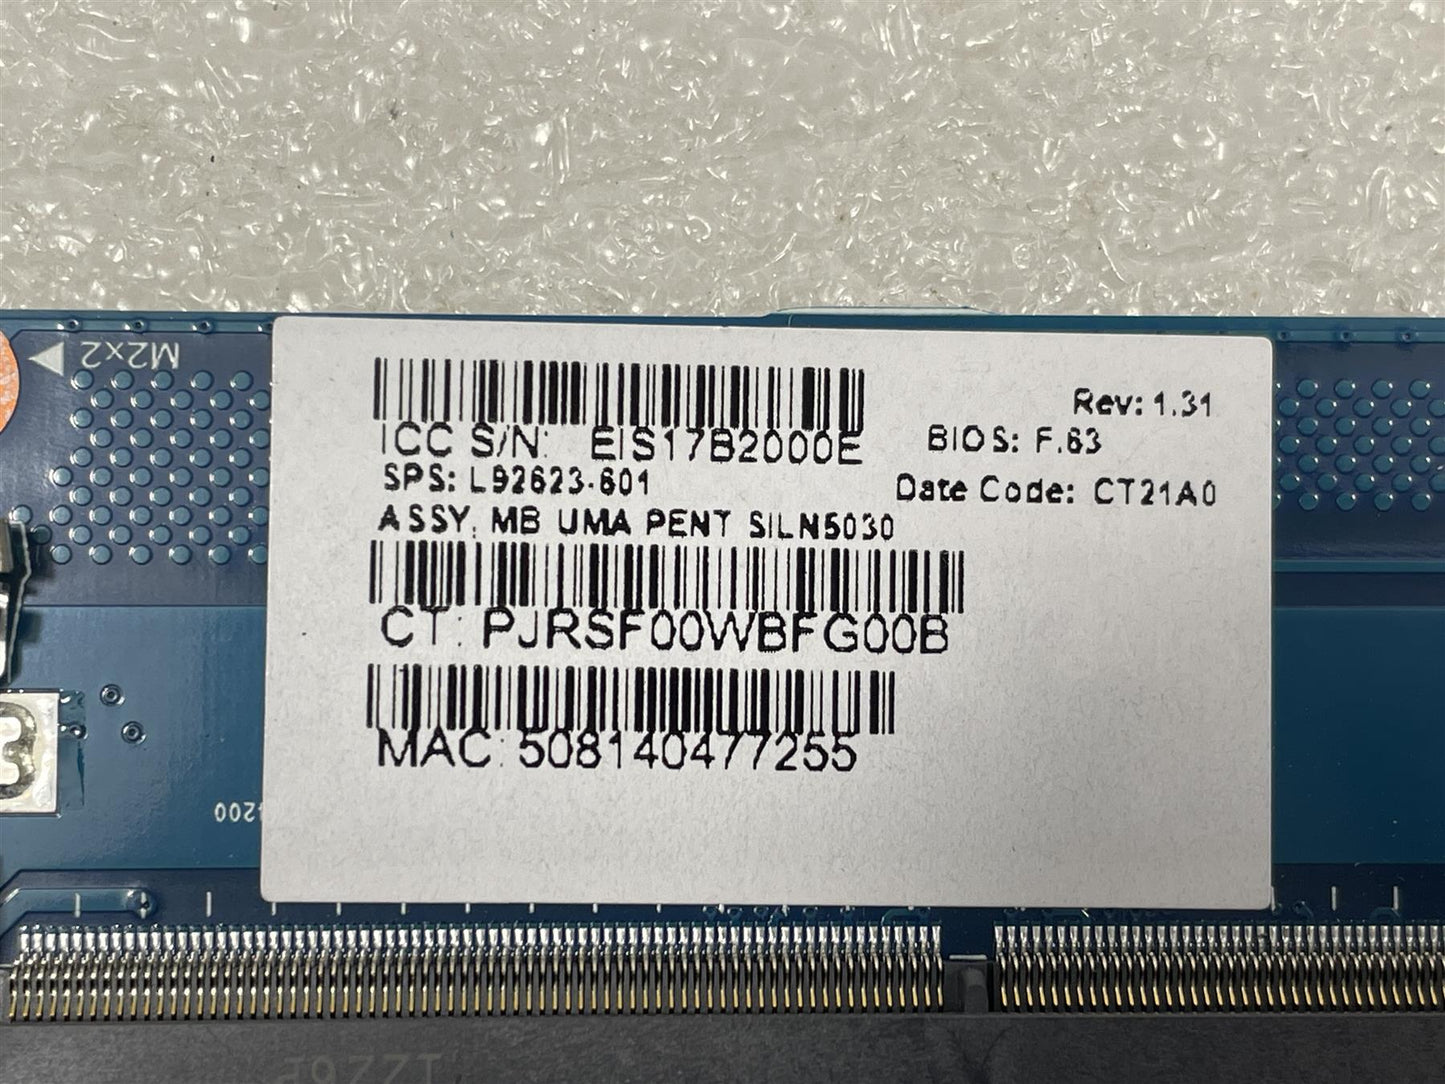 M2x2
ICC S/N: EIS17B2000E
Rev: 1.31
BIOS: F.63
SPS: L92623-601
Date Code: CT21A0
ASSY, MB UMA PENT SILN5030
CT: PJRSF00WBFG00B
MAC: 508140477255